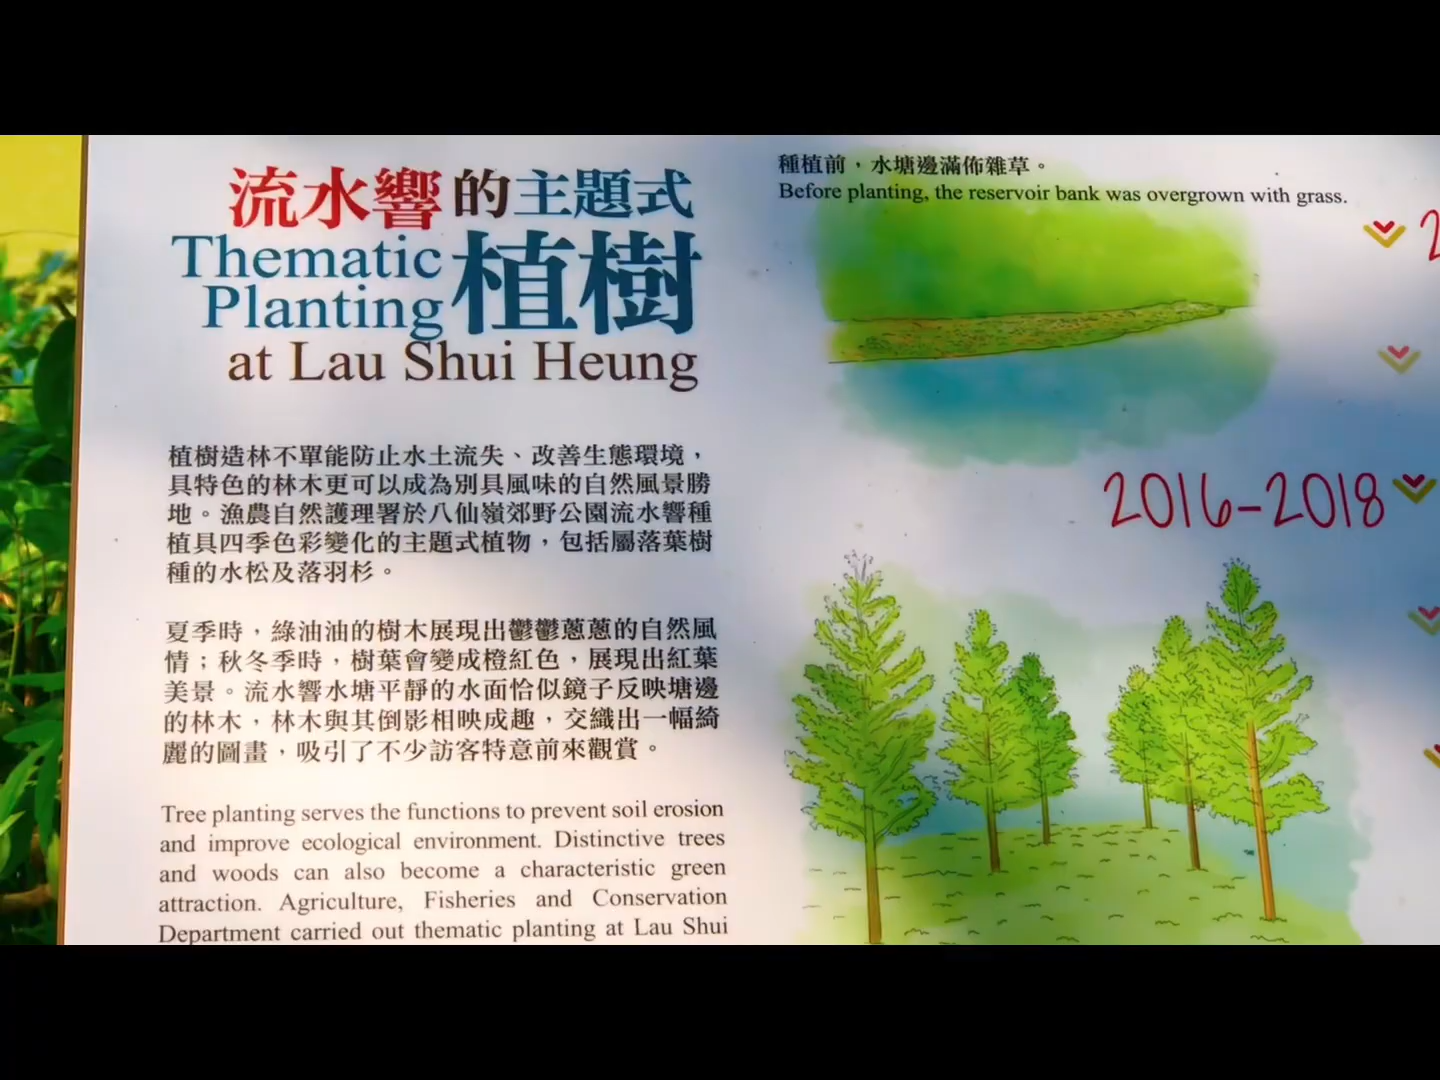 流水響的主題式
Thematic
Planting
植樹
at Lau Shui Heung
植樹造林不單能防止水土流失、改善生態環境，
具特色的林木更可以成為別具風味的自然風景勝
地。漁農自然護理署於八仙嶺郊野公園流水響種
植具四季色彩變化的主題式植物，包括屬落葉樹
種的水松及落羽杉。
夏季時，綠油油的樹木展現出鬱鬱蔥蔥的自然風
情；秋冬季時，樹葉會變成橙紅色，展現出紅葉
美景。流水響水塘平靜的水面恰似鏡子反映塘邊
的林木，林木與其倒影相映成趣，交織出一幅綺
麗的圖畫，吸引了不少訪客特意前來觀賞。
Tree planting serves the functions to prevent soil erosion
and improve ecological environment. Distinctive trees
and woods can also become a characteristic green
attraction. Agriculture, Fisheries and Conservation
Department carried out thematic planting at Lau Shui
種植前，水塘邊滿佈雜草。
Before planting, the reservoir bank was overgrown with grass.
2016-2018